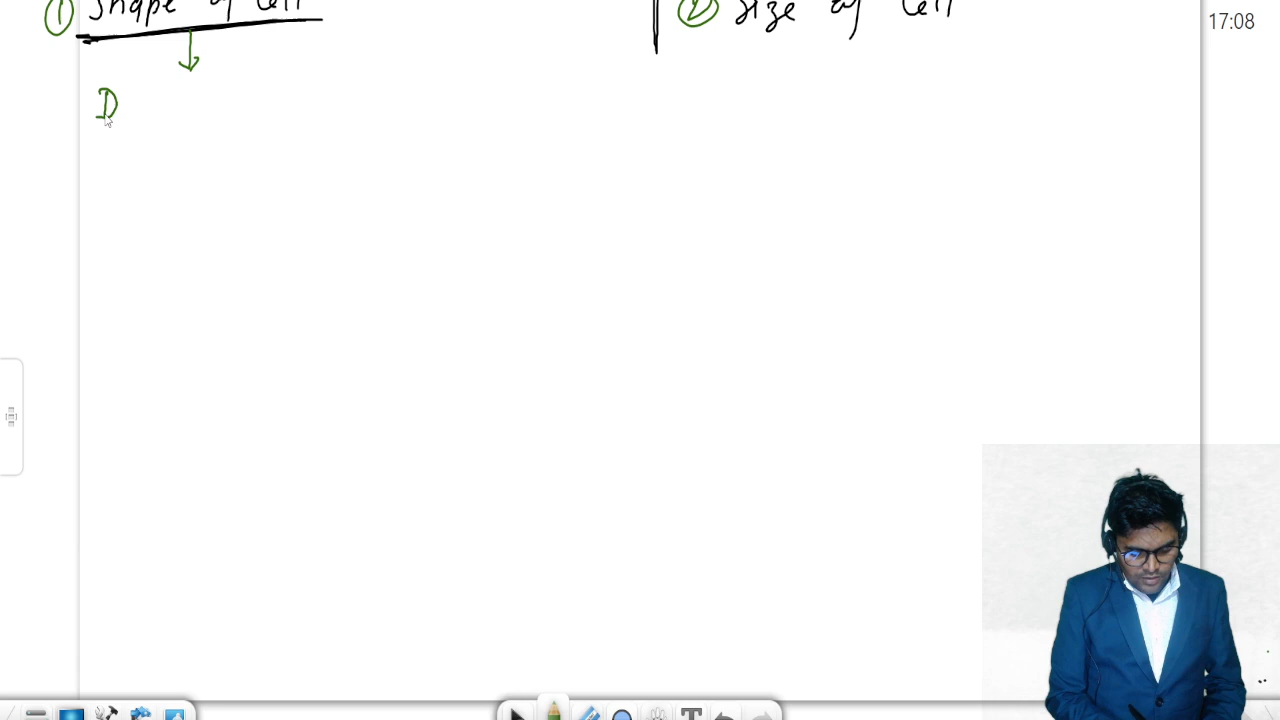 ① Shape of Cell
② Size of Cell
17:08
D